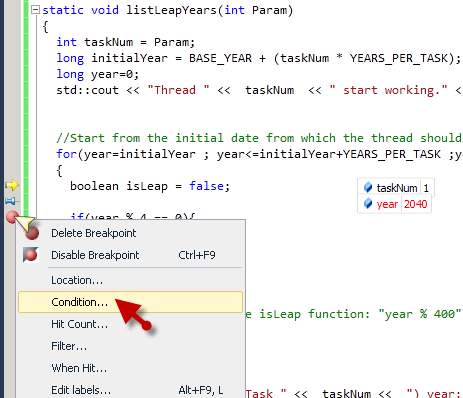 static void listLeapYears(int Param)
{
int taskNum = Param;
long initialYear = BASE_YEAR + (taskNum * YEARS_PER_TASK);
long year=0;
std::cout << "Thread " << taskNum << " start working." <
//Start from the initial date from which the thread should
for(year=initialYear ; year<=initialYear+YEARS_PER_TASK ;y
{
boolean isLeap = false;
taskNum 1
year 2040
if(year % 4 == 0){
Delete Breakpoint
Disable Breakpoint Ctrl+F9
Location...
Condition...
Hit Count...
e isLeap function: "year % 400"
Filter...
When Hit...
Edit labels... Alt+F9, L
Task " << taskNum << ") year: